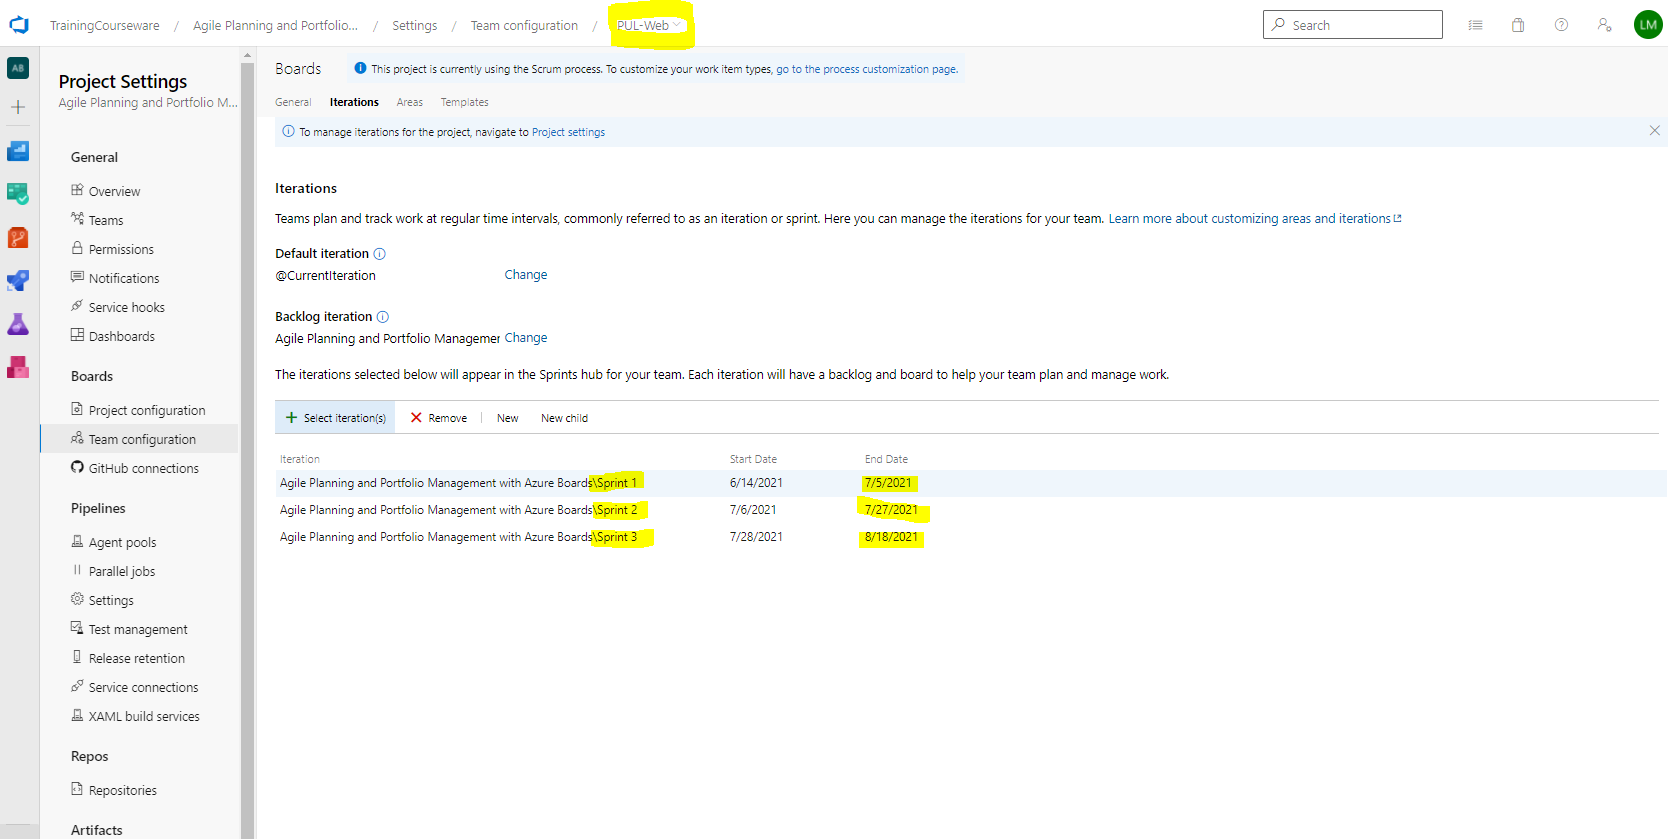 TrainingCourseware / Agile Planning and Portfolio... / Settings / Team configuration / PUL-Web
Search
LM
AB
Project Settings
Agile Planning and Portfolio M...
General
Overview
Teams
Permissions
Notifications
Service hooks
Dashboards
Boards
Project configuration
Team configuration
GitHub connections
Pipelines
Agent pools
Parallel jobs
Settings
Test management
Release retention
Service connections
XAML build services
Repos
Repositories
Artifacts
Boards
This project is currently using the Scrum process. To customize your work item types, go to the process customization page.
General Iterations Areas Templates
To manage iterations for the project, navigate to Project settings
Iterations
Teams plan and track work at regular time intervals, commonly referred to as an iteration or sprint. Here you can manage the iterations for your team. Learn more about customizing areas and iterations
Default iteration
@CurrentIteration Change
Backlog iteration
Agile Planning and Portfolio Managemer Change
The iterations selected below will appear in the Sprints hub for your team. Each iteration will have a backlog and board to help your team plan and manage work.
Select iteration(s) Remove | New New child
Iteration Start Date End Date
Agile Planning and Portfolio Management with Azure Boards\Sprint 1 6/14/2021 7/5/2021
Agile Planning and Portfolio Management with Azure Boards\Sprint 2 7/6/2021 7/27/2021
Agile Planning and Portfolio Management with Azure Boards\Sprint 3 7/28/2021 8/18/2021